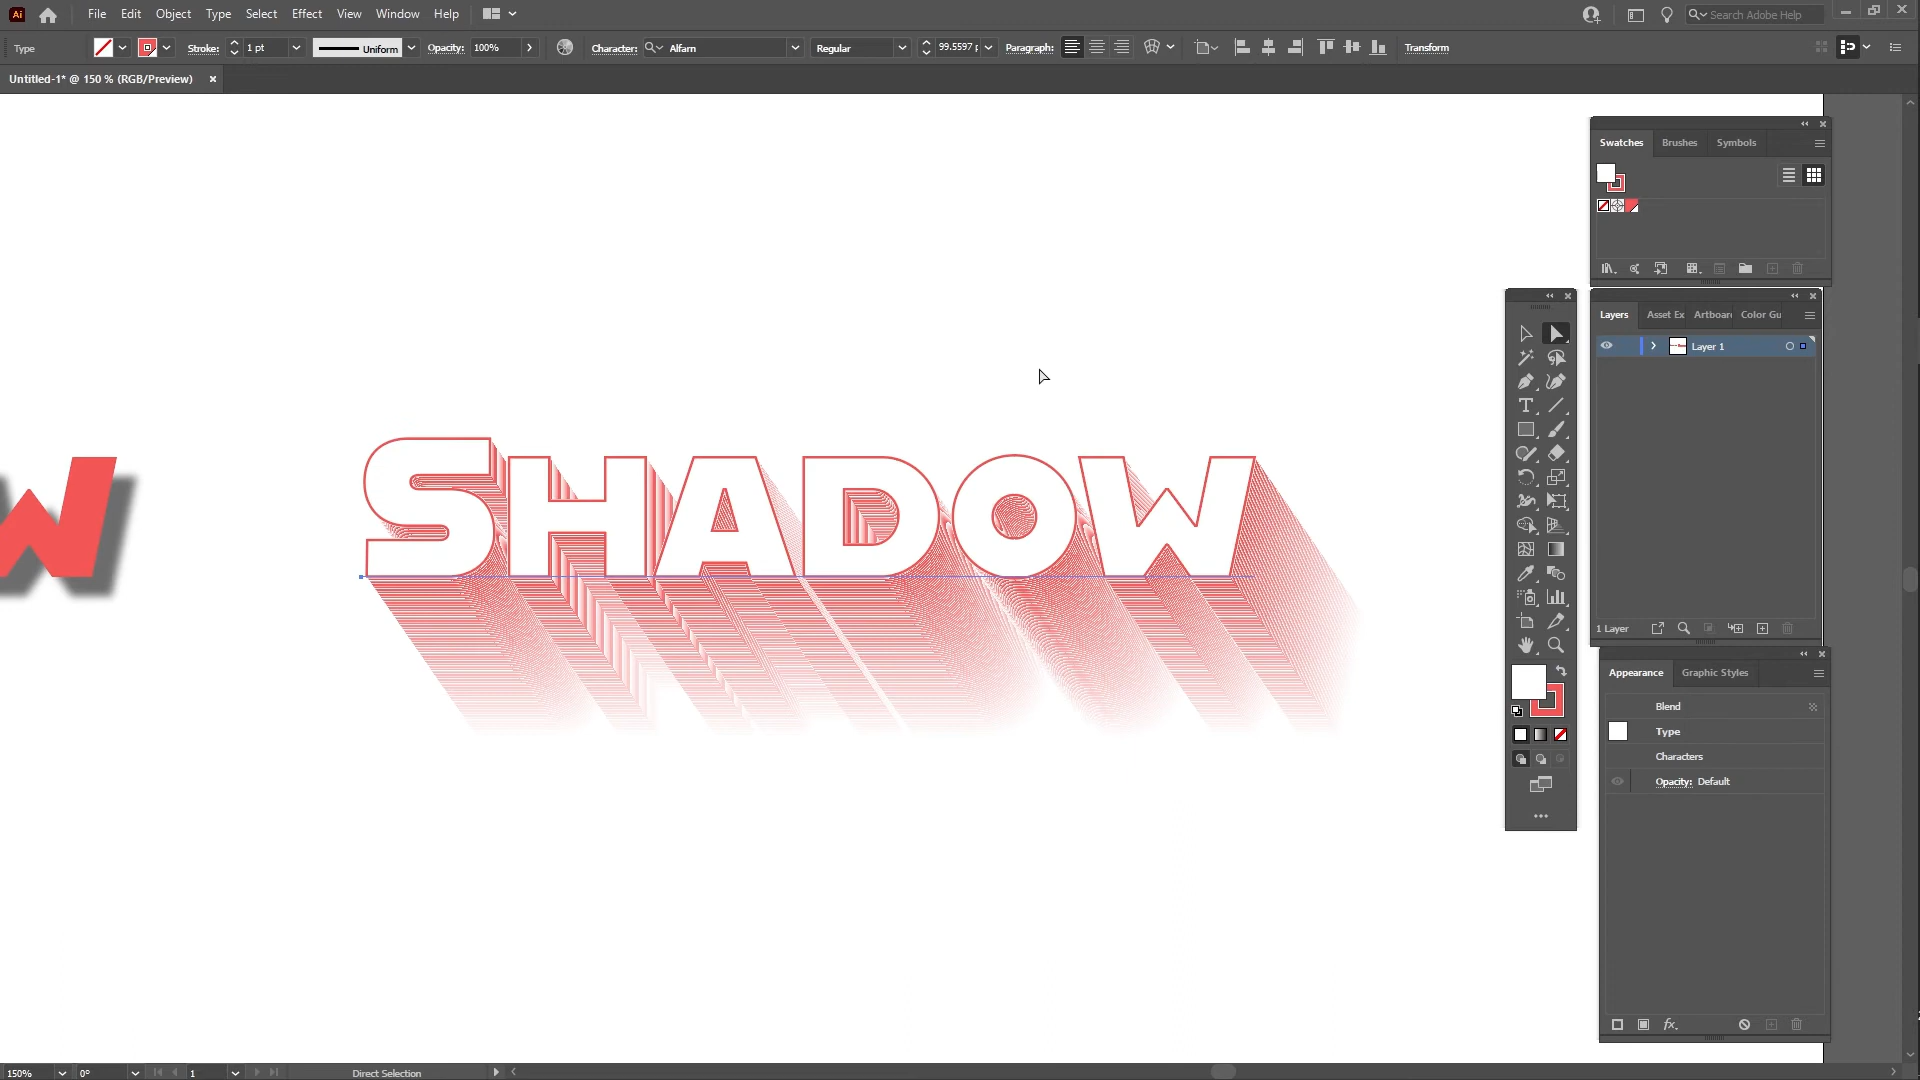 Ai File Edit Object Type Select Effect View Window Help Search Adobe Help
Type Stroke: 1 pt Uniform Opacity: 100% Character: Alfarn Regular 99.5597 Paragraph: Transform
Untitled-1* @ 150 % (RGB/Preview)
Swatches Brushes Symbols
Layers Asset Ex Artboar Color Gu
Layer 1
W
SHADOW
1 Layer
Appearance Graphic Styles
Blend
Type
Characters
Opacity: Default
fx
150% 0° 1 Direct Selection